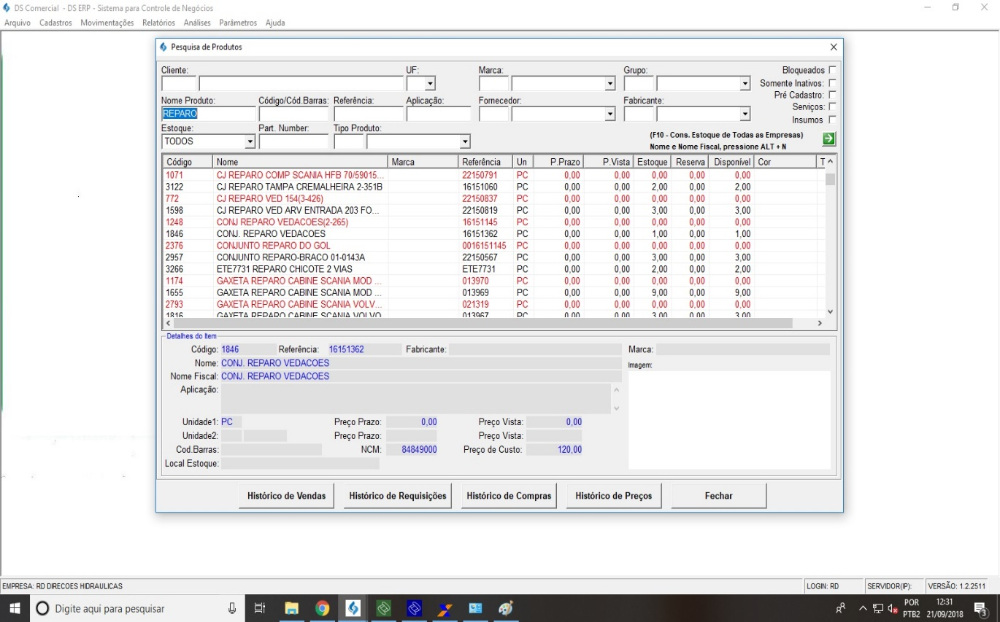 DS Comercial - DS ERP - Sistema para Controle de Negócios
Arquivo Cadastros Movimentações Relatórios Análises Parâmetros Ajuda
Pesquisa de Produtos
Cliente: UF: Marca: Grupo: Bloqueados
Somente Inativos:
Pré Cadastro:
Nome Produto: Código/Cód.Barras: Referência: Aplicação: Fornecedor: Fabricante:
Serviços:
REPARO
Insumos
Estoque: Part. Number: Tipo Produto:
TODOS
(F10 - Cons. Estoque de Todas as Empresas)
Nome e Nome Fiscal, pressione ALT + N
Código Nome Marca Referência Un P.Prazo P.Vista Estoque Reserva Disponível Cor T
1071 CJ REPARO COMP SCANIA HFB 70/59015... 22150791 PC 0,00 0,00 0,00 0,00 0,00
3122 CJ REPARO TAMPA CREMALHEIRA 2-351B 16151060 PC 0,00 0,00 2,00 0,00 2,00
772 CJ REPARO VED 154(3-426) 22150837 PC 0,00 0,00 0,00 0,00 0,00
1598 CJ REPARO VED ARV ENTRADA 203 FO... 22150819 PC 0,00 0,00 3,00 0,00 3,00
1248 CONJ REPARO VEDACOES(2-265) 16151145 PC 0,00 0,00 0,00 0,00 0,00
1846 CONJ. REPARO VEDACOES 16151362 PC 0,00 0,00 1,00 0,00 1,00
2376 CONJUNTO REPARO DO GOL 0016151145 PC 0,00 0,00 0,00 0,00 0,00
2957 CONJUNTO REPARO-BRACO 01-0143A 22150567 PC 0,00 0,00 3,00 0,00 3,00
3266 ETE7731 REPARO CHICOTE 2 VIAS ETE7731 PC 0,00 0,00 2,00 0,00 2,00
1174 GAXETA REPARO CABINE SCANIA MOD ... 013970 PC 0,00 0,00 0,00 0,00 0,00
1655 GAXETA REPARO CABINE SCANIA MOD ... 013969 PC 0,00 0,00 9,00 0,00 9,00
2793 GAXETA REPARO CABINE SCANIA VOLV... 021319 PC 0,00 0,00 0,00 0,00 0,00
1816 GAXETA REPARO CABINE SCANIA VOLVO 013967 PC 0,00 0,00 3,00 0,00 3,00
Detalhes do Item
Código: 1846 Referência: 16151362 Fabricante: Marca:
Nome: CONJ. REPARO VEDACOES
Imagem:
Nome Fiscal: CONJ. REPARO VEDACOES
Aplicação:
Unidade1: PC Preço Prazo: 0,00 Preço Vista: 0,00
Unidade2: Preço Prazo: Preço Vista:
Cod.Barras: NCM: 84849000 Preço de Custo: 120,00
Local Estoque:
Histórico de Vendas Histórico de Requisições Histórico de Compras Histórico de Preços Fechar
EMPRESA: RD DIRECOES HIDRAULICAS LOGIN: RD SERVIDOR(IP): VERSÃO: 1.2.2511
Digite aqui para pesquisar
POR 12:31
PTB2 21/09/2018 3